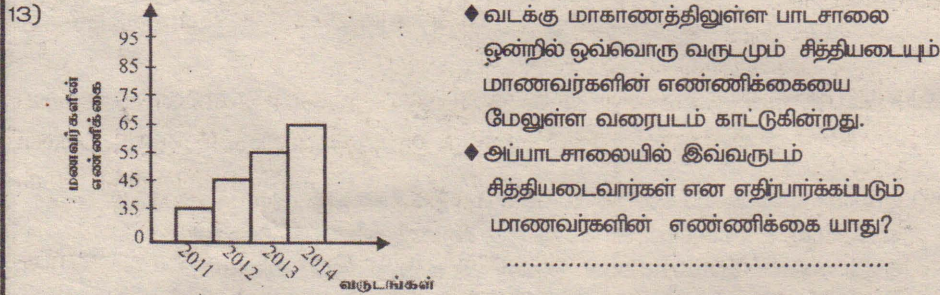 13)
மணவர்களின்
எண்ணிக்கை
95
85
75
65
55
45
35
0
2011
2012
2013
2014
வருடங்கள்
♦ வடக்கு மாகாணத்திலுள்ள பாடசாலை
ஒன்றில் ஒவ்வொரு வருடமும் சித்தியடையும்
மாணவர்களின் எண்ணிக்கையை
மேலுள்ள வரைபடம் காட்டுகின்றது.
♦ அப்பாடசாலையில் இவ்வருடம்
சித்தியடைவார்கள் என எதிர்பார்க்கப்படும்
மாணவர்களின் எண்ணிக்கை யாது?
......................................................